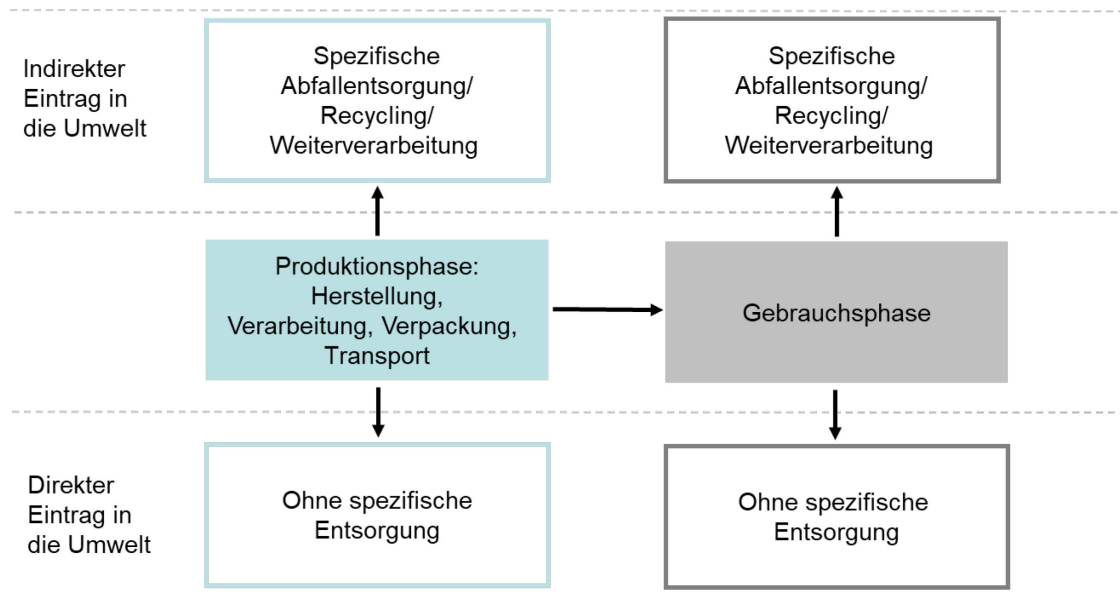 Indirekter
Eintrag in
die Umwelt
Spezifische
Abfallentsorgung/
Recycling/
Weiterverarbeitung
Spezifische
Abfallentsorgung/
Recycling/
Weiterverarbeitung
Produktionsphase:
Herstellung,
Verarbeitung, Verpackung,
Transport
Gebrauchsphase
Direkter
Eintrag in
die Umwelt
Ohne spezifische
Entsorgung
Ohne spezifische
Entsorgung